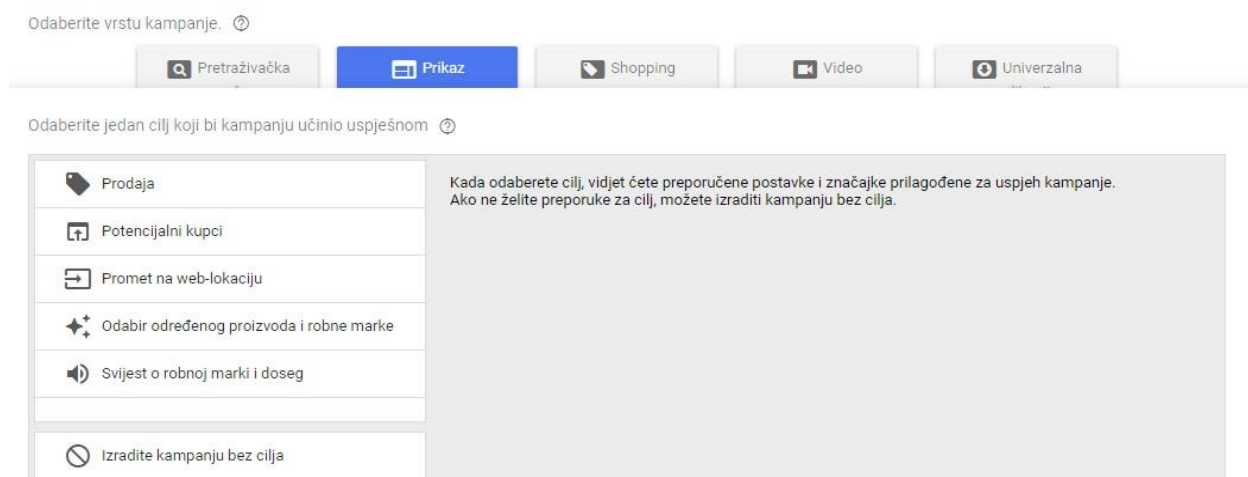 Odaberite vrstu kampanje.
Pretraživačka Prikaz Shopping Video Univerzalna
Odaberite jedan cilj koji bi kampanju učinio uspješnom
Prodaja
Potencijalni kupci
Promet na web-lokaciju
Odabir određenog proizvoda i robne marke
Svijest o robnoj marki i doseg
Izradite kampanju bez cilja
Kada odaberete cilj, vidjet ćete preporučene postavke i značajke prilagođene za uspjeh kampanje.
Ako ne želite preporuke za cilj, možete izraditi kampanju bez cilja.